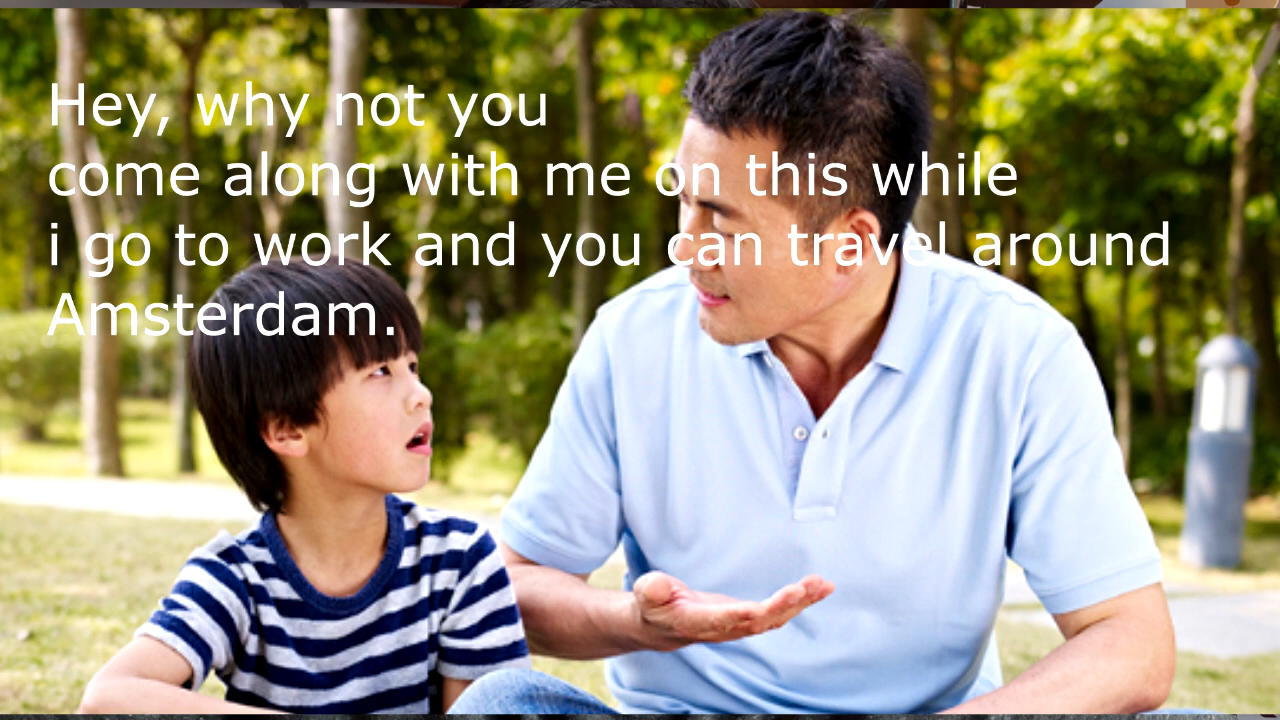 Hey, why not you
come along with me on this while
i go to work and you can travel around
Amsterdam.